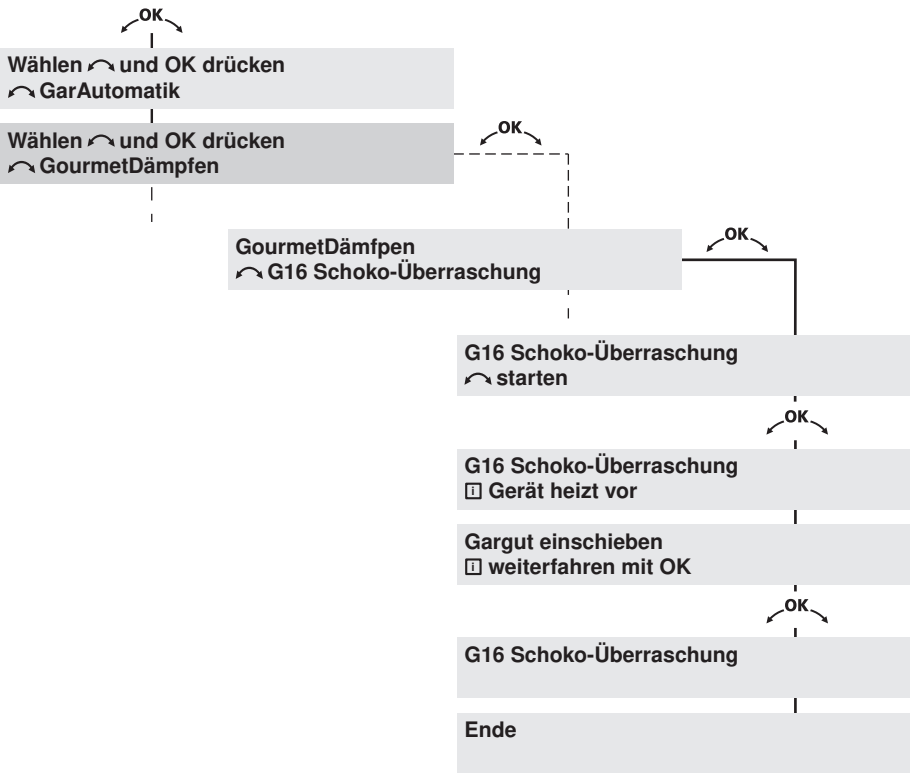 OK
Wählen und OK drücken
GarAutomatik
Wählen und OK drücken
GourmetDämpfen
OK
GourmetDämfpen
G16 Schoko-Überraschung
OK
G16 Schoko-Überraschung
starten
OK
G16 Schoko-Überraschung
i Gerät heizt vor
Gargut einschieben
i weiterfahren mit OK
OK
G16 Schoko-Überraschung
Ende